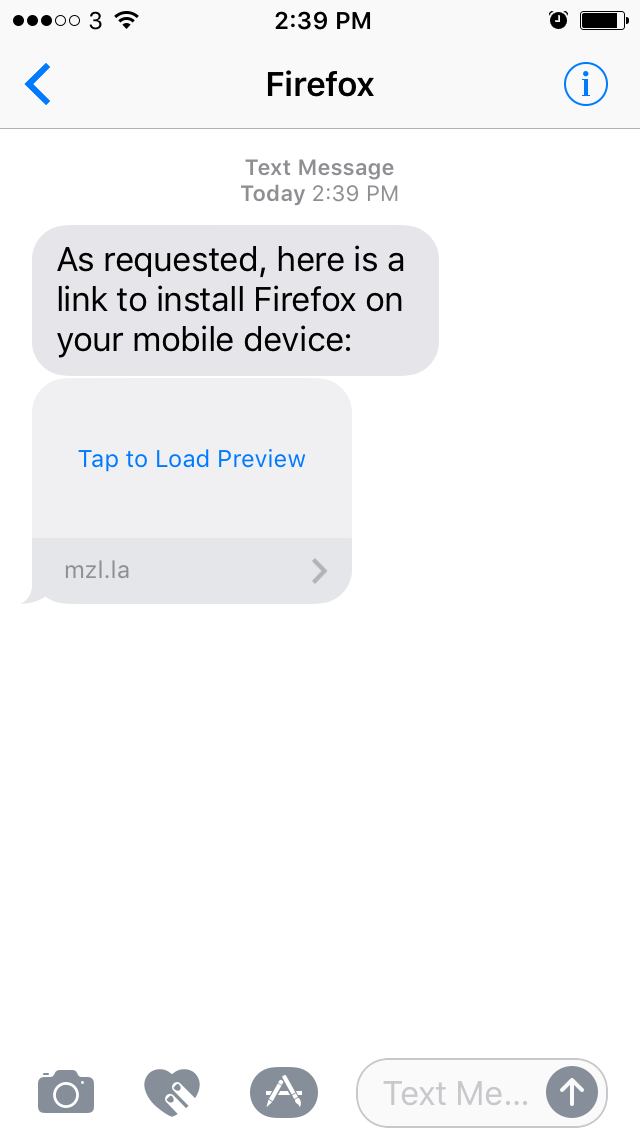 3 2:39 PM
Firefox
Text Message
Today 2:39 PM
As requested, here is a
link to install Firefox on
your mobile device:
Tap to Load Preview
mzl.la
Text Me...